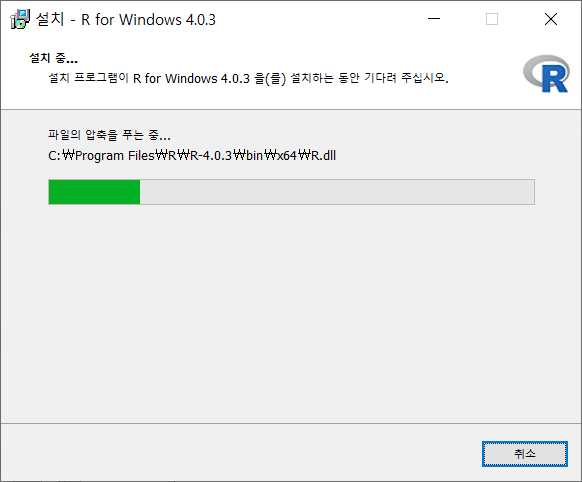 설치 - R for Windows 4.0.3
설치 중...
설치 프로그램이 R for Windows 4.0.3 을(를) 설치하는 동안 기다려 주십시오.
R
파일의 압축을 푸는 중...
C:₩Program Files₩R₩R-4.0.3₩bin₩x64₩R.dll
취소